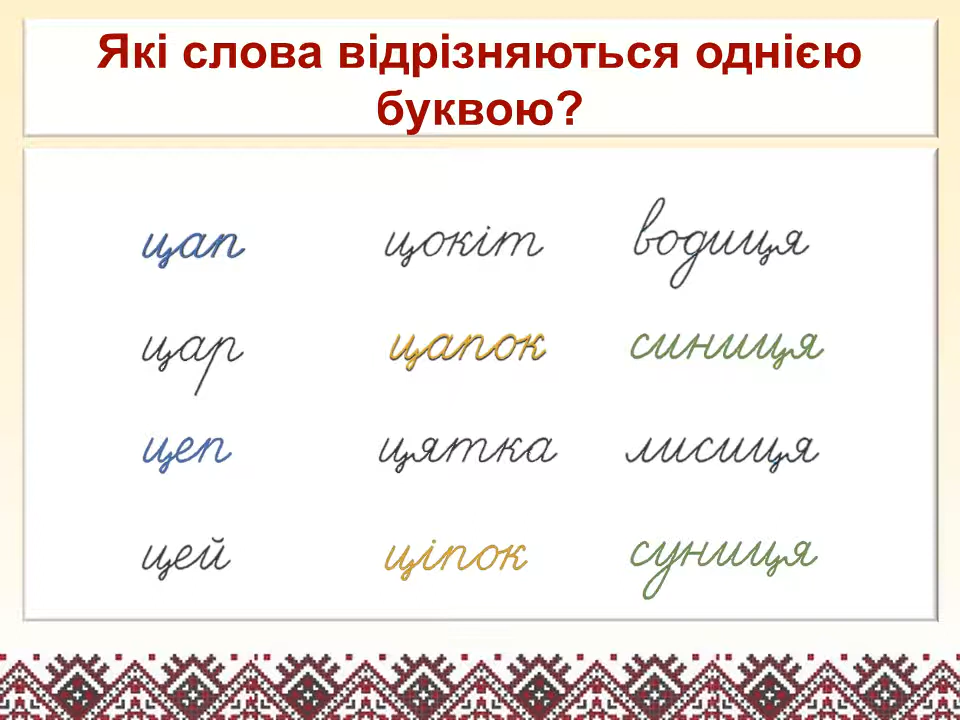 Які слова відрізняються однією
буквою?
цап цокіт водиця
цар цапок синиця
цеп цятка лисиця
цей ціпок суниця